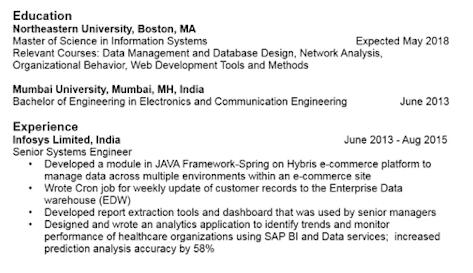 Education
Northeastern University, Boston, MA
Master of Science in Information Systems Expected May 2018
Relevant Courses: Data Management and Database Design, Network Analysis,
Organizational Behavior, Web Development Tools and Methods
Mumbai University, Mumbai, MH, India
Bachelor of Engineering in Electronics and Communication Engineering June 2013
Experience
Infosys Limited, India June 2013 - Aug 2015
Senior Systems Engineer
• Developed a module in JAVA Framework-Spring on Hybris e-commerce platform to
manage data across multiple environments within an e-commerce site
• Wrote Cron job for weekly update of customer records to the Enterprise Data
warehouse (EDW)
• Developed report extraction tools and dashboard that was used by senior managers
• Designed and wrote an analytics application to identify trends and monitor
performance of healthcare organizations using SAP BI and Data services; increased
prediction analysis accuracy by 58%